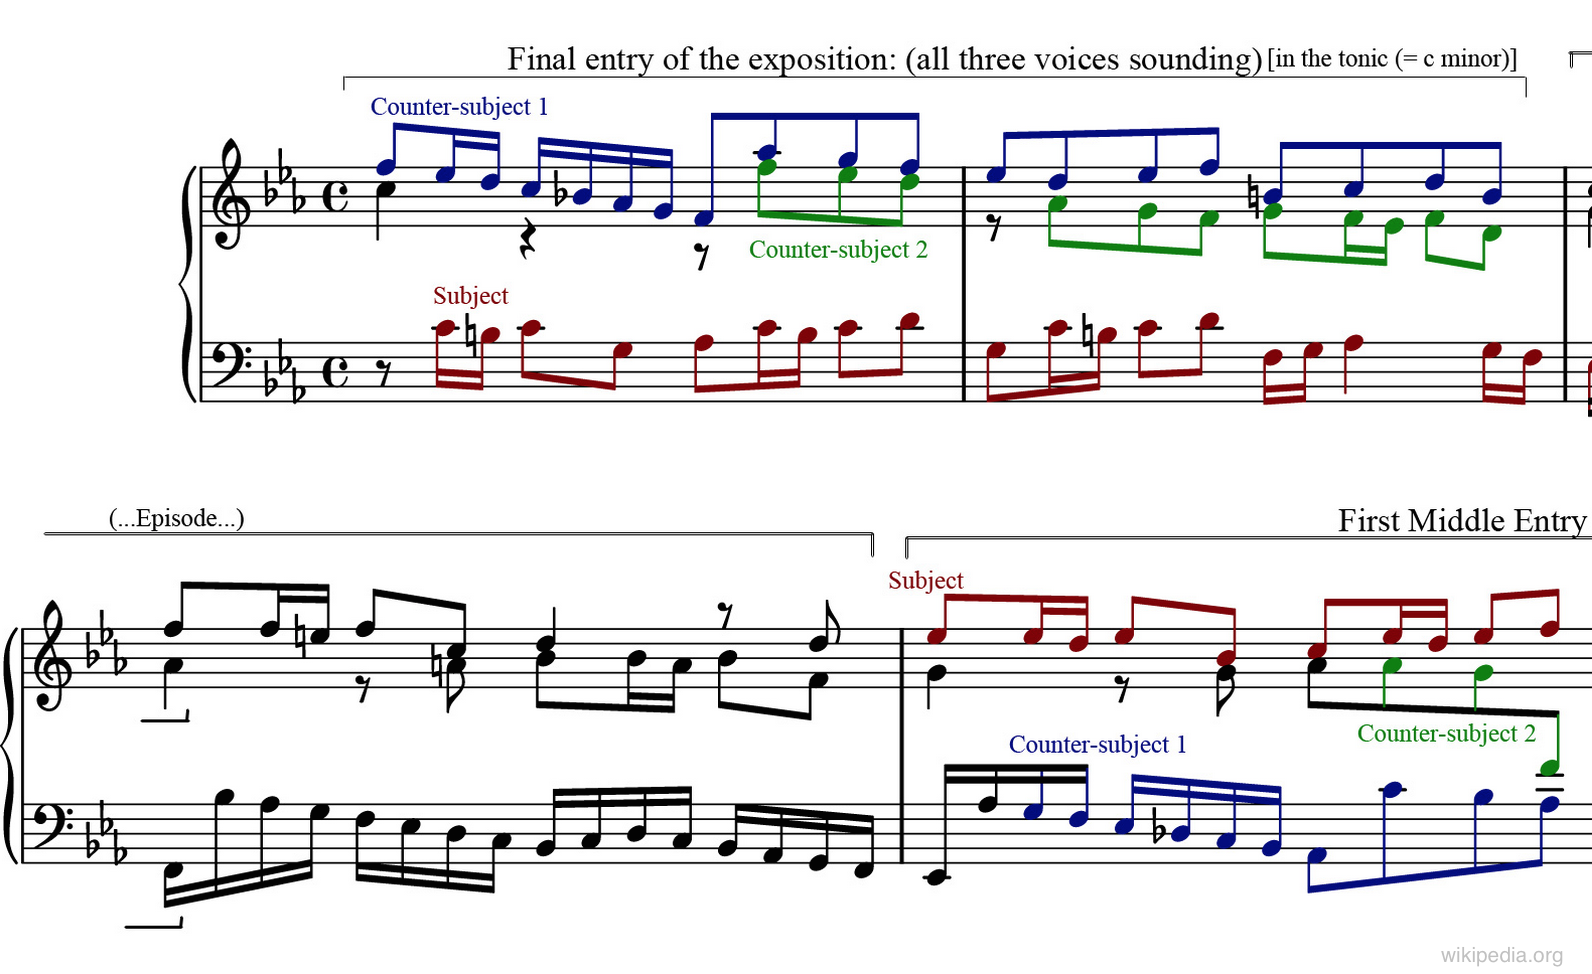 Final entry of the exposition: (all three voices sounding) [in the tonic (= c minor)]
Counter-subject 1
Counter-subject 2
Subject
(...Episode...)
First Middle Entry
Subject
Counter-subject 1
Counter-subject 2
wikipedia.org